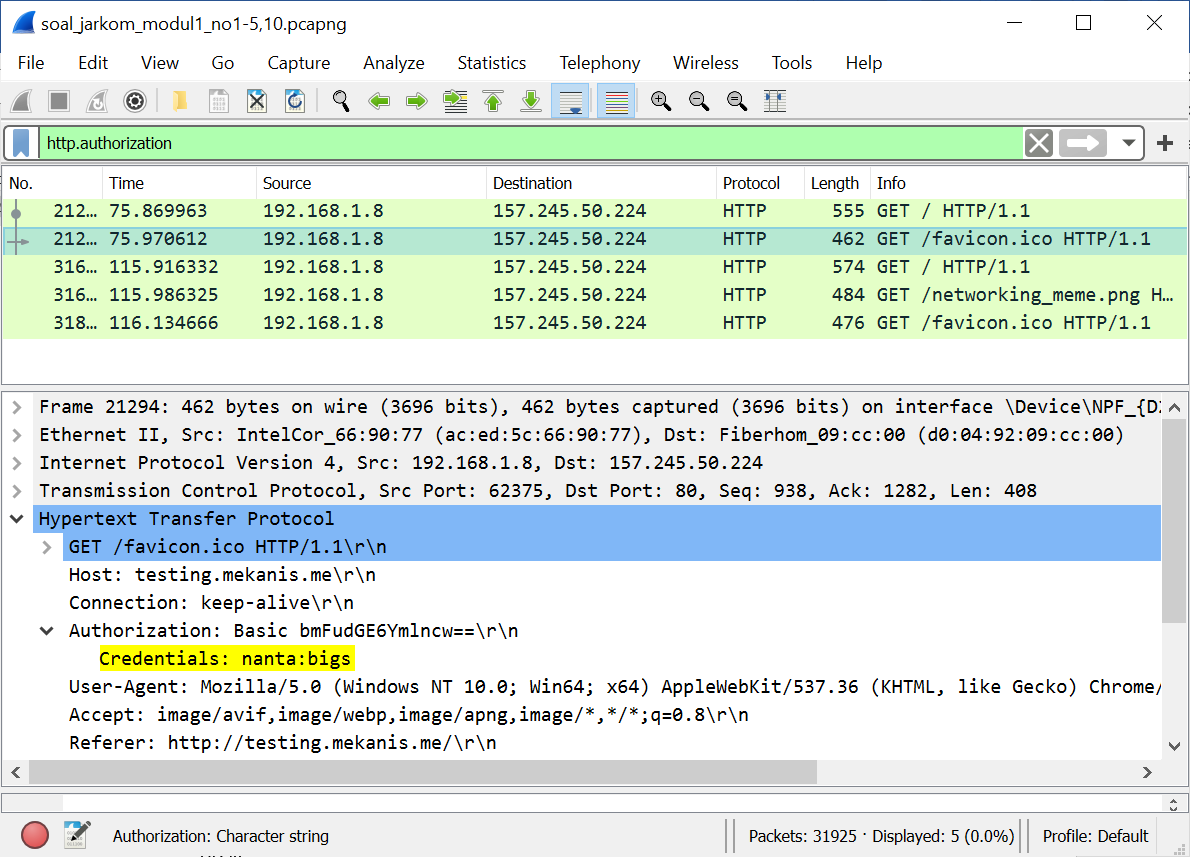 soal_jarkom_modul1_no1-5,10.pcapng
File Edit View Go Capture Analyze Statistics Telephony Wireless Tools Help
http.authorization
No. Time Source Destination Protocol Length Info
212... 75.869963 192.168.1.8 157.245.50.224 HTTP 555 GET / HTTP/1.1
212... 75.970612 192.168.1.8 157.245.50.224 HTTP 462 GET /favicon.ico HTTP/1.1
316... 115.916332 192.168.1.8 157.245.50.224 HTTP 574 GET / HTTP/1.1
316... 115.986325 192.168.1.8 157.245.50.224 HTTP 484 GET /networking_meme.png H...
318... 116.134666 192.168.1.8 157.245.50.224 HTTP 476 GET /favicon.ico HTTP/1.1
Frame 21294: 462 bytes on wire (3696 bits), 462 bytes captured (3696 bits) on interface \Device\NPF_{D
Ethernet II, Src: IntelCor_66:90:77 (ac:ed:5c:66:90:77), Dst: Fiberhom_09:cc:00 (d0:04:92:09:cc:00)
Internet Protocol Version 4, Src: 192.168.1.8, Dst: 157.245.50.224
Transmission Control Protocol, Src Port: 62375, Dst Port: 80, Seq: 938, Ack: 1282, Len: 408
Hypertext Transfer Protocol
GET /favicon.ico HTTP/1.1\r\n
Host: testing.mekanis.me\r\n
Connection: keep-alive\r\n
Authorization: Basic bmFudGE6Ymlncw==\r\n
Credentials: nanta:bigs
User-Agent: Mozilla/5.0 (Windows NT 10.0; Win64; x64) AppleWebKit/537.36 (KHTML, like Gecko) Chrome/
Accept: image/avif,image/webp,image/apng,image/*,*/*;q=0.8\r\n
Referer: http://testing.mekanis.me/\r\n
Authorization: Character string
Packets: 31925 · Displayed: 5 (0.0%)
Profile: Default